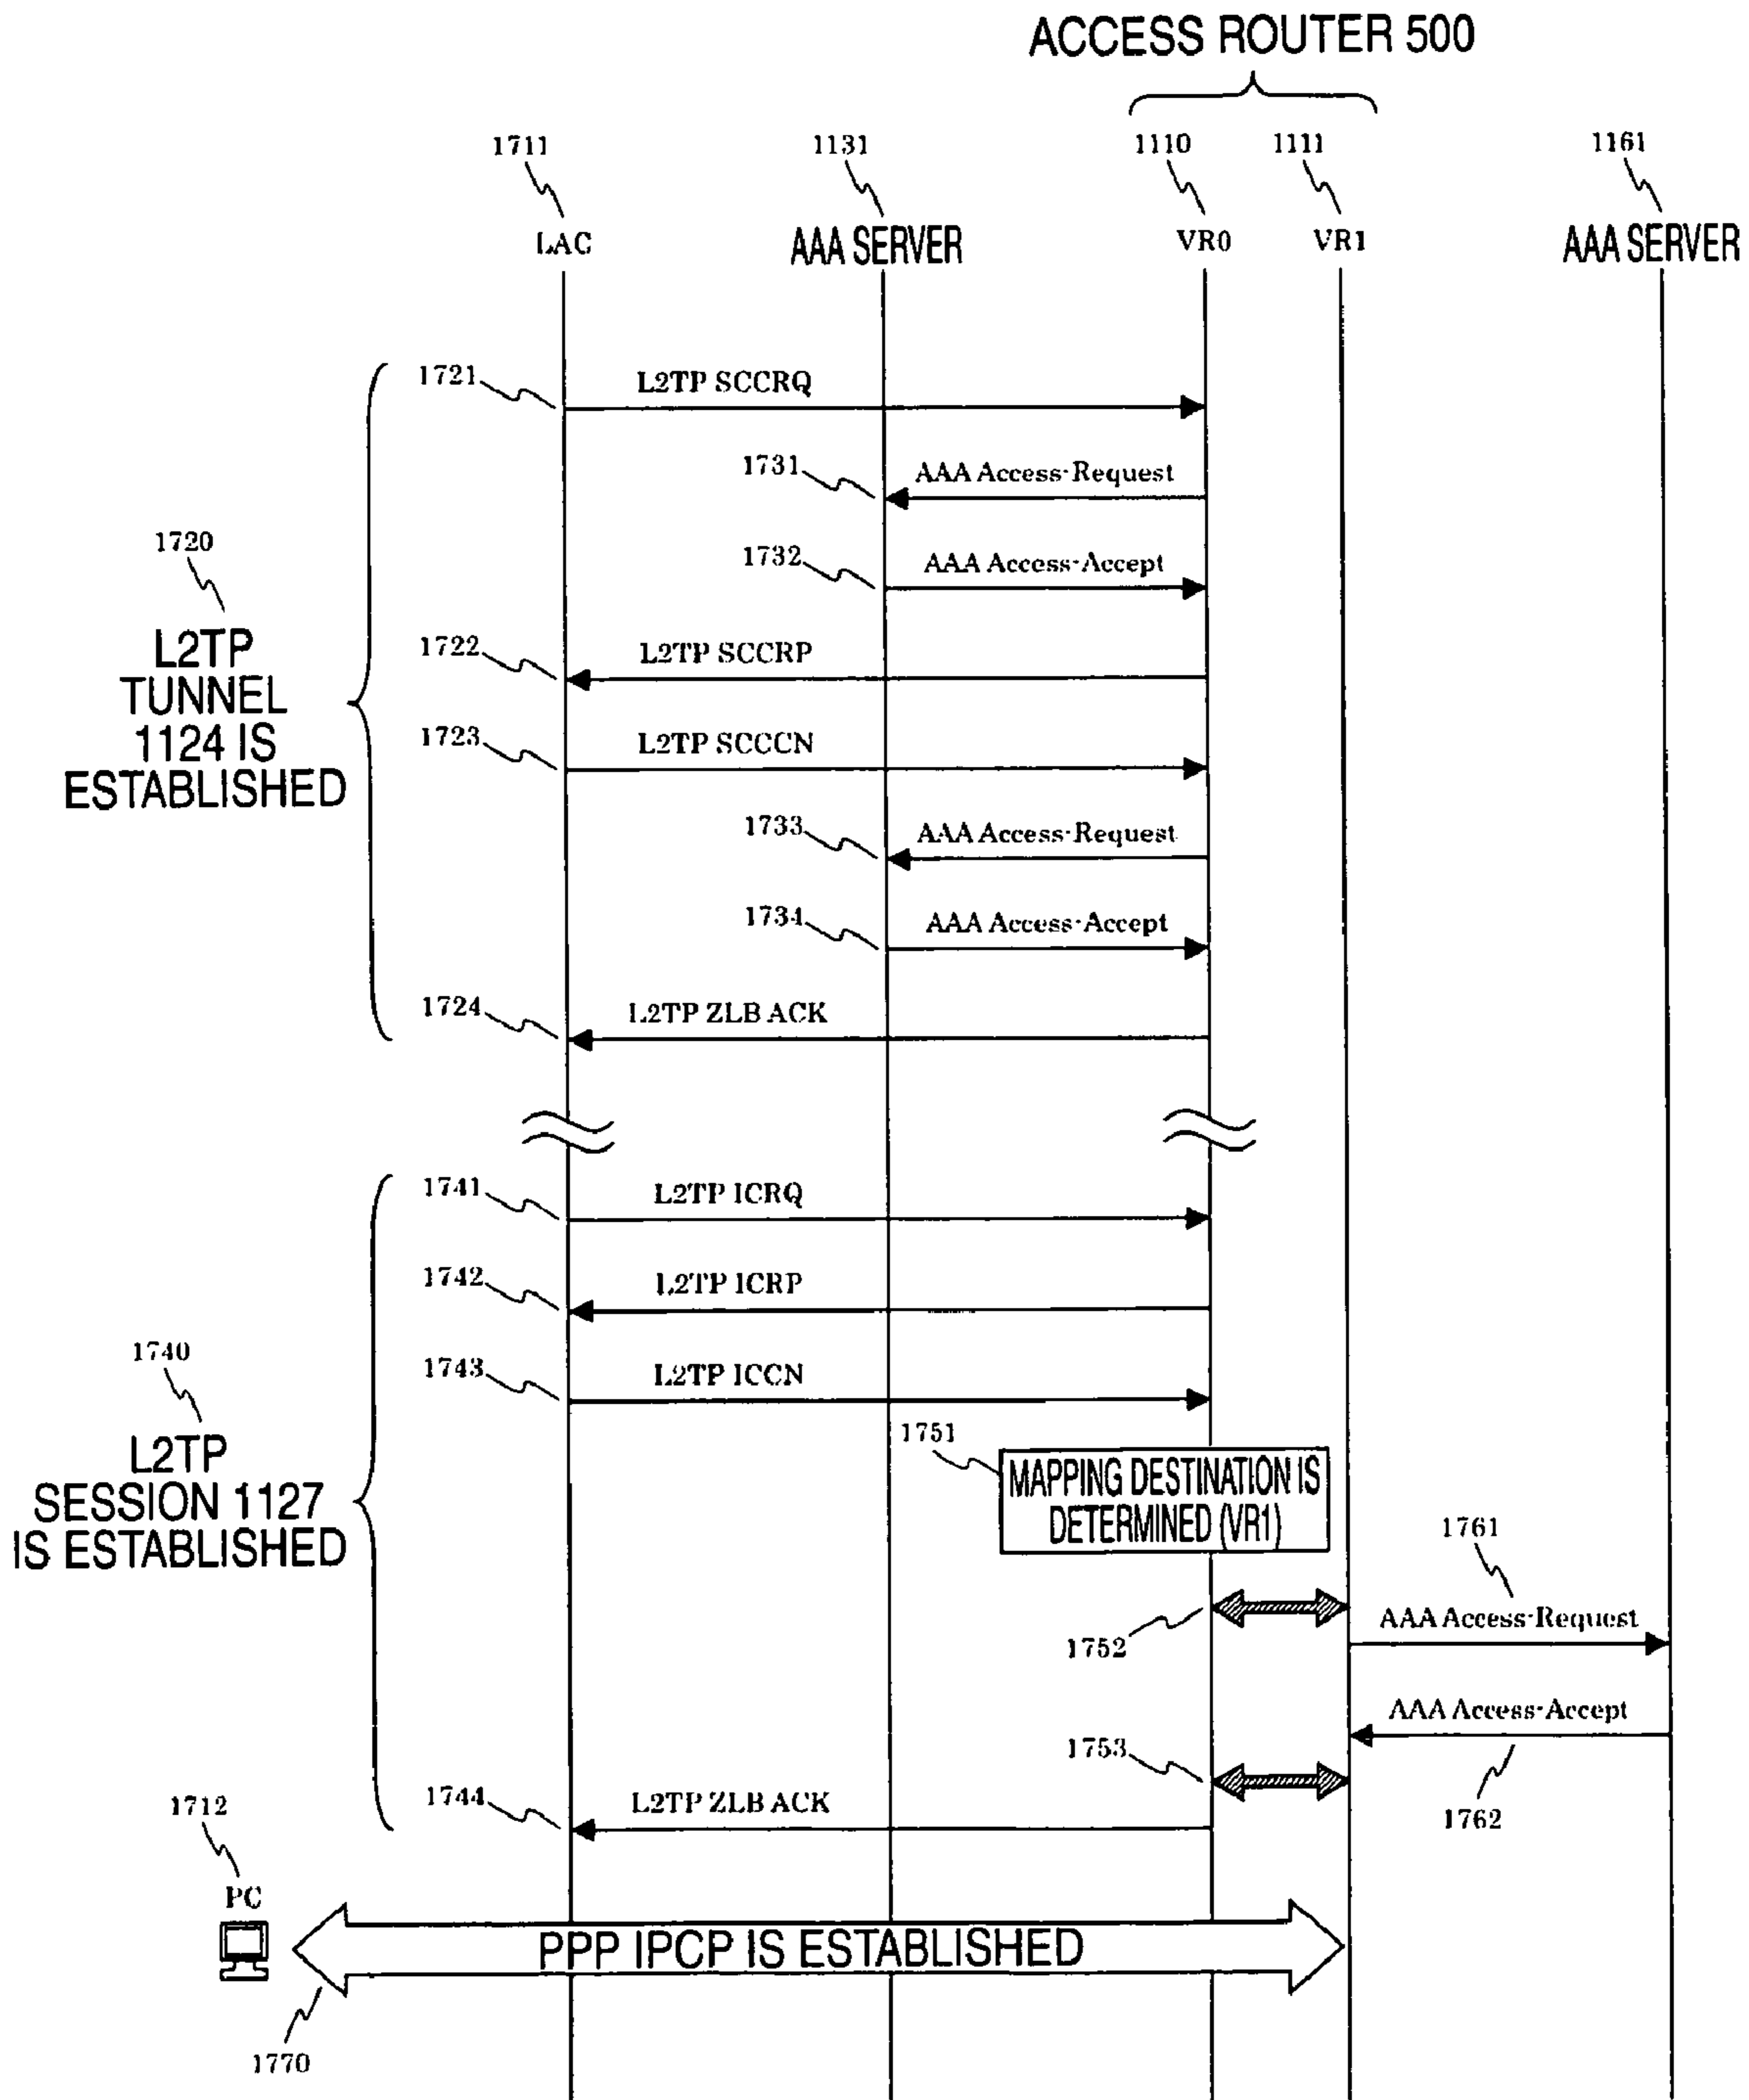 ACCESS ROUTER 500
1711
1131
1110
1111
1161
LAC
AAA SERVER
VR0
VR1
AAA SERVER
1721
L2TP SCCRQ
1731
AAA Access-Request
1732
AAA Access-Accept
1720
L2TP
TUNNEL
1124 IS
ESTABLISHED
1722
L2TP SCCRP
1723
L2TP SCCCN
1733
AAA Access-Request
1734
AAA Access-Accept
1724
L2TP ZLB ACK
1741
L2TP ICRQ
1742
L2TP ICRP
1743
L2TP ICCN
1740
L2TP
SESSION 1127
IS ESTABLISHED
1751
MAPPING DESTINATION IS
DETERMINED (VR1)
1761
AAA Access-Request
1752
AAA Access-Accept
1753
1762
1744
L2TP ZLB ACK
1712
PC
PPP IPCP IS ESTABLISHED
1770